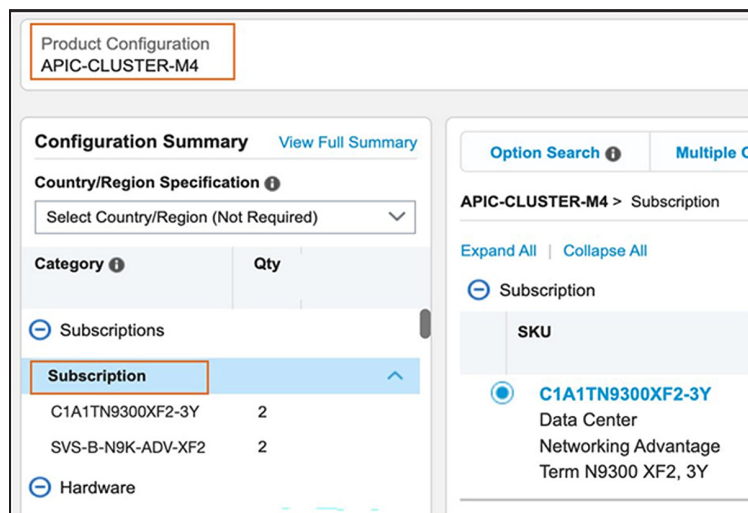 Product Configuration
APIC-CLUSTER-M4
Configuration Summary View Full Summary
Country/Region Specification
Select Country/Region (Not Required)
Category Qty
Subscriptions
Subscription
C1A1TN9300XF2-3Y 2
SVS-B-N9K-ADV-XF2 2
Hardware
Option Search Multiple
APIC-CLUSTER-M4 > Subscription
Expand All | Collapse All
Subscription
SKU
C1A1TN9300XF2-3Y
Data Center
Networking Advantage
Term N9300 XF2, 3Y